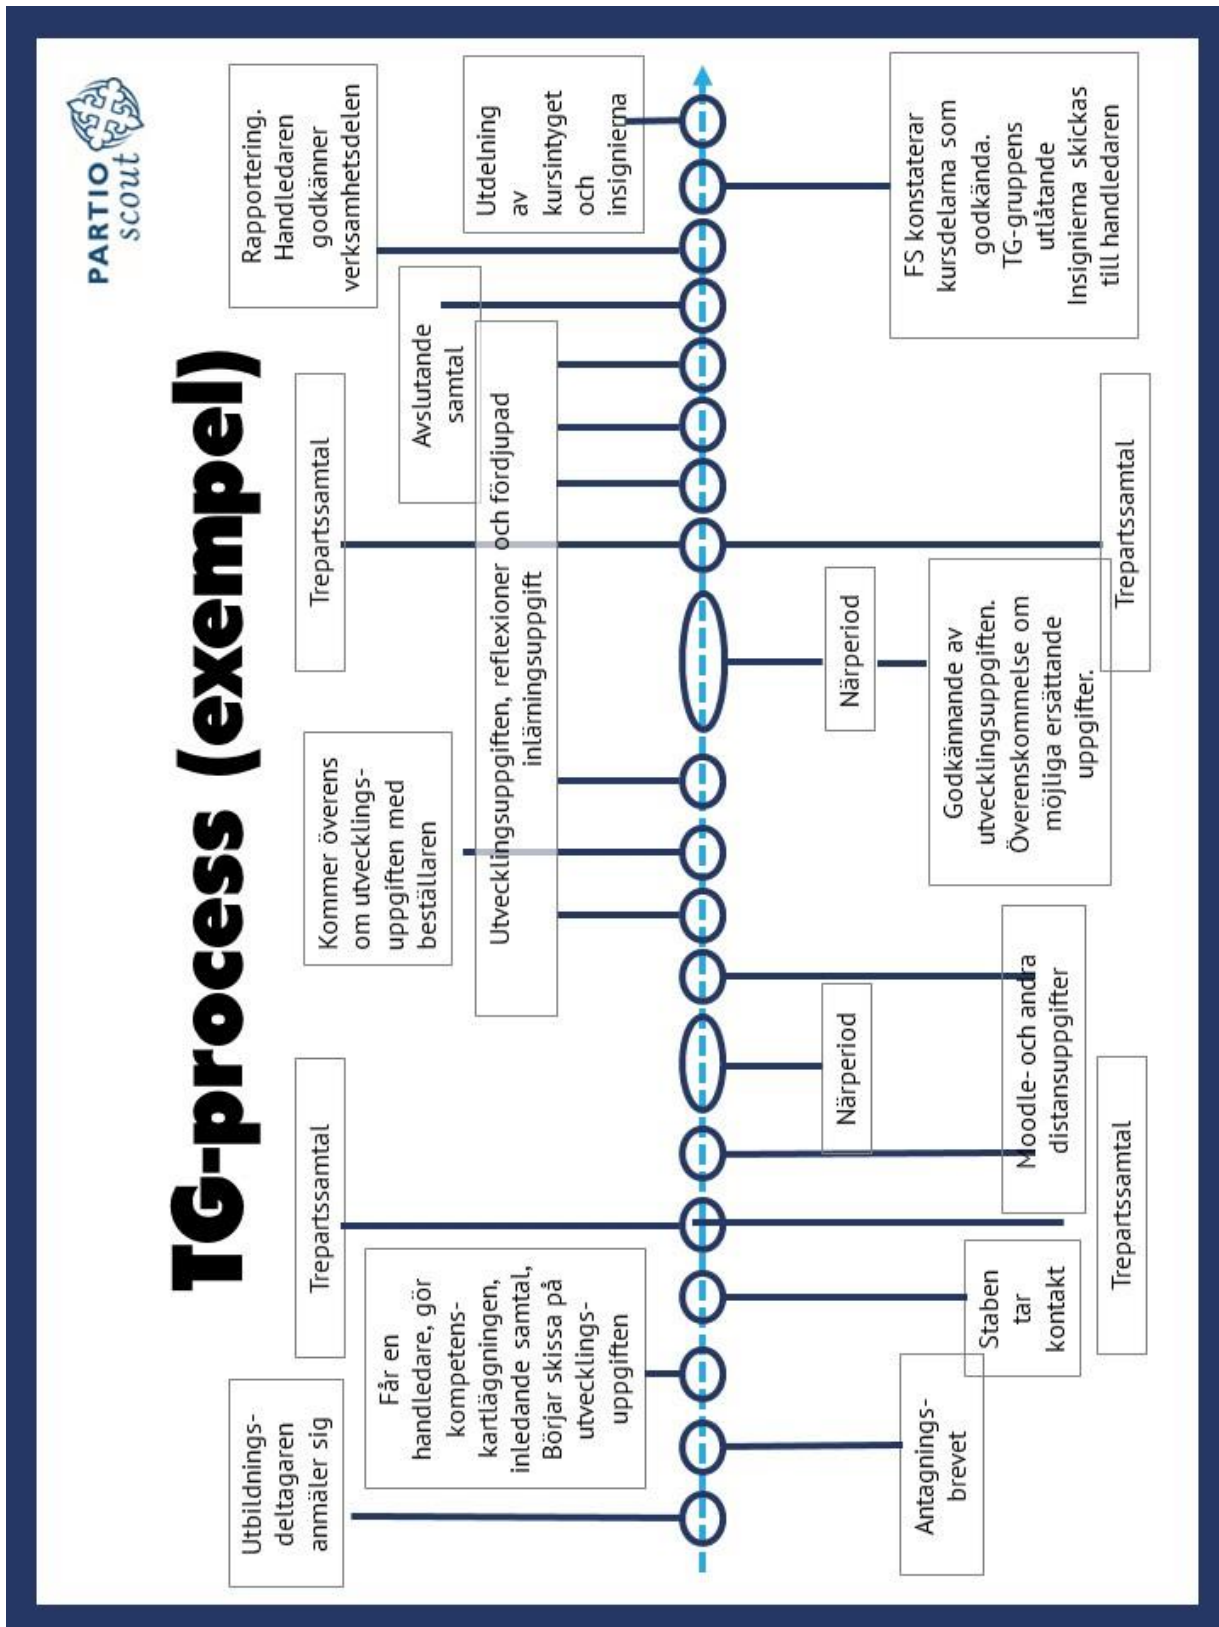 TG-process (exempel)
PARTIO
scout
Utbildnings-
deltagaren
anmäler sig
Trepartssamtal
Kommer överens
om utvecklings-
uppgiften med
beställaren
Trepartssamtal
Rapportering.
Handledaren
godkänner
verksamhetsdelen
Får en
handledare, gör
kompetens-
kartläggningen,
inledande samtal,
Börjar skissa på
utvecklings-
uppgiften
Avslutande
samtal
Utdelning
av
kursintyget
och
insignierna
Utvecklingsuppgiften, reflexioner och fördjupad
inlärningsuppgift
Antagnings-
brevet
Staben
tar
kontakt
Trepartssamtal
Närperiod
Moodle- och andra
distansuppgifter
Närperiod
Godkännande av
utvecklingsuppgiften.
Överenskommelse om
möjliga ersättande
uppgifter.
Trepartssamtal
FS konstaterar
kursdelarna som
godkända.
TG-gruppens
utlåtande
Insignierna skickas
till handledaren